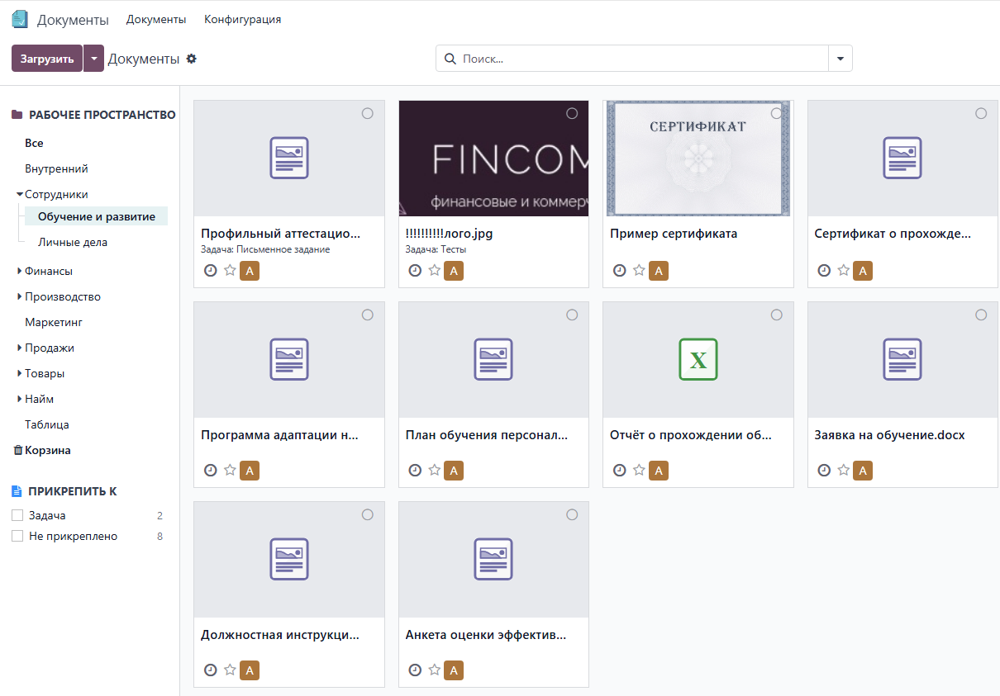 Документы Документы Конфигурация
Загрузить Документы
Поиск...
РАБОЧЕЕ ПРОСТРАНСТВО
Все
Внутренний
Сотрудники
Обучение и развитие
Личные дела
Финансы
Производство
Маркетинг
Продажи
Товары
Найм
Таблица
Корзина
ПРИКРЕПИТЬ К
Задача 2
Не прикреплено 8
Профильный аттестацио...
Задача: Письменное задание
A
FINCOM
финансовые и коммерч
!!!!!!!!!!лого.jpg
Задача: Тесты
A
СЕРТИФИКАТ
Пример сертификата
A
Сертификат о прохожде...
A
Программа адаптации н...
A
План обучения персонал...
A
X
Отчёт о прохождении об...
A
Заявка на обучение.docx
A
Должностная инструкци...
A
Анкета оценки эффектив...
A